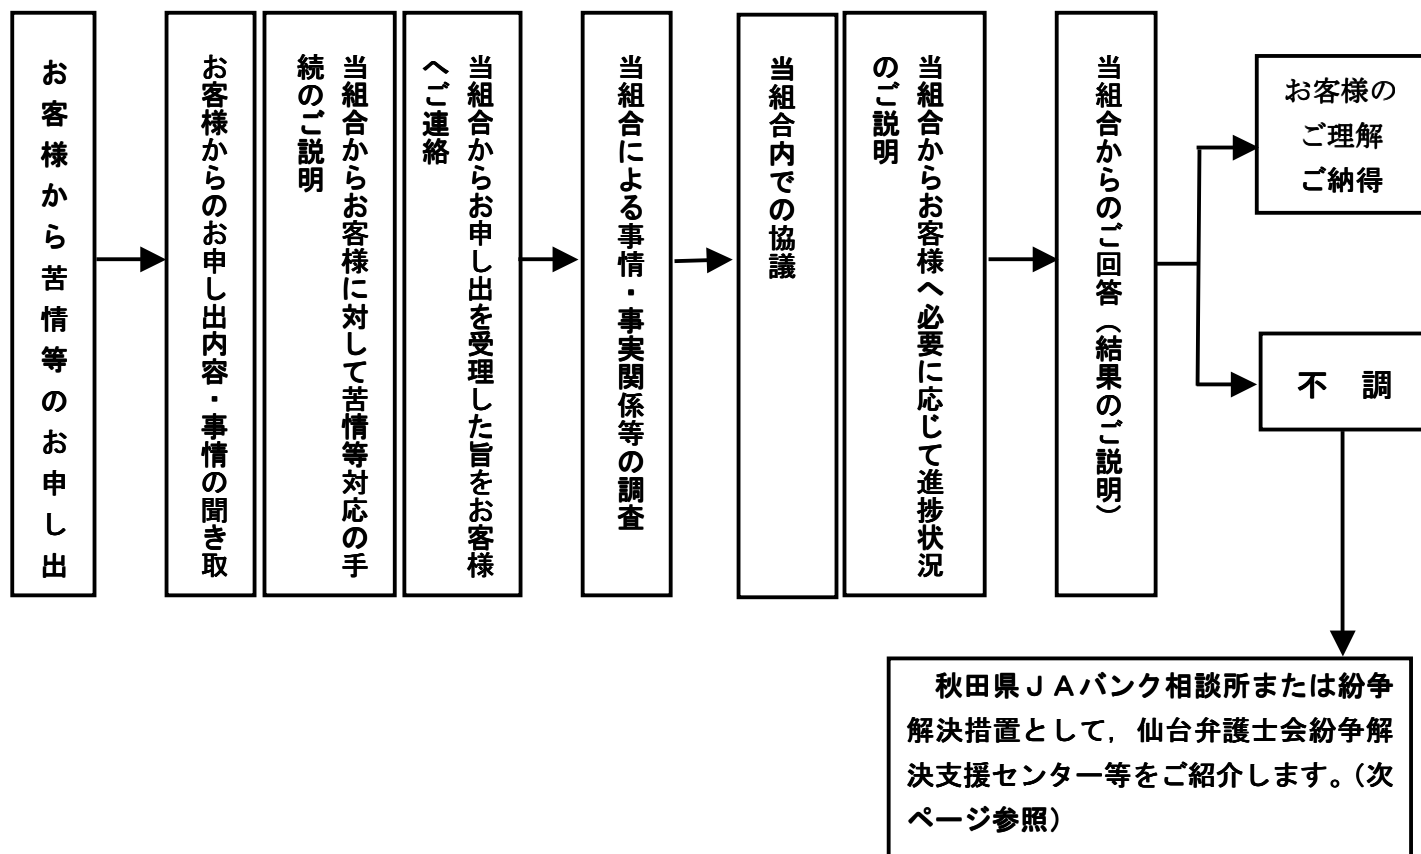 お客様から苦情等のお申し出
お客様からのお申し出内容・事情の聞き取
当組合からお客様に対して苦情等対応の手
続のご説明
当組合からお申し出を受理した旨をお客様
へご連絡
当組合による事情・事実関係等の調査
当組合内での協議
当組合からお客様へ必要に応じて進捗状況
のご説明
当組合からのご回答（結果のご説明）
お客様の
ご理解
ご納得
不　調
秋田県ＪＡバンク相談所または紛争
解決措置として，仙台弁護士会紛争解
決支援センター等をご紹介します。（次
ページ参照）